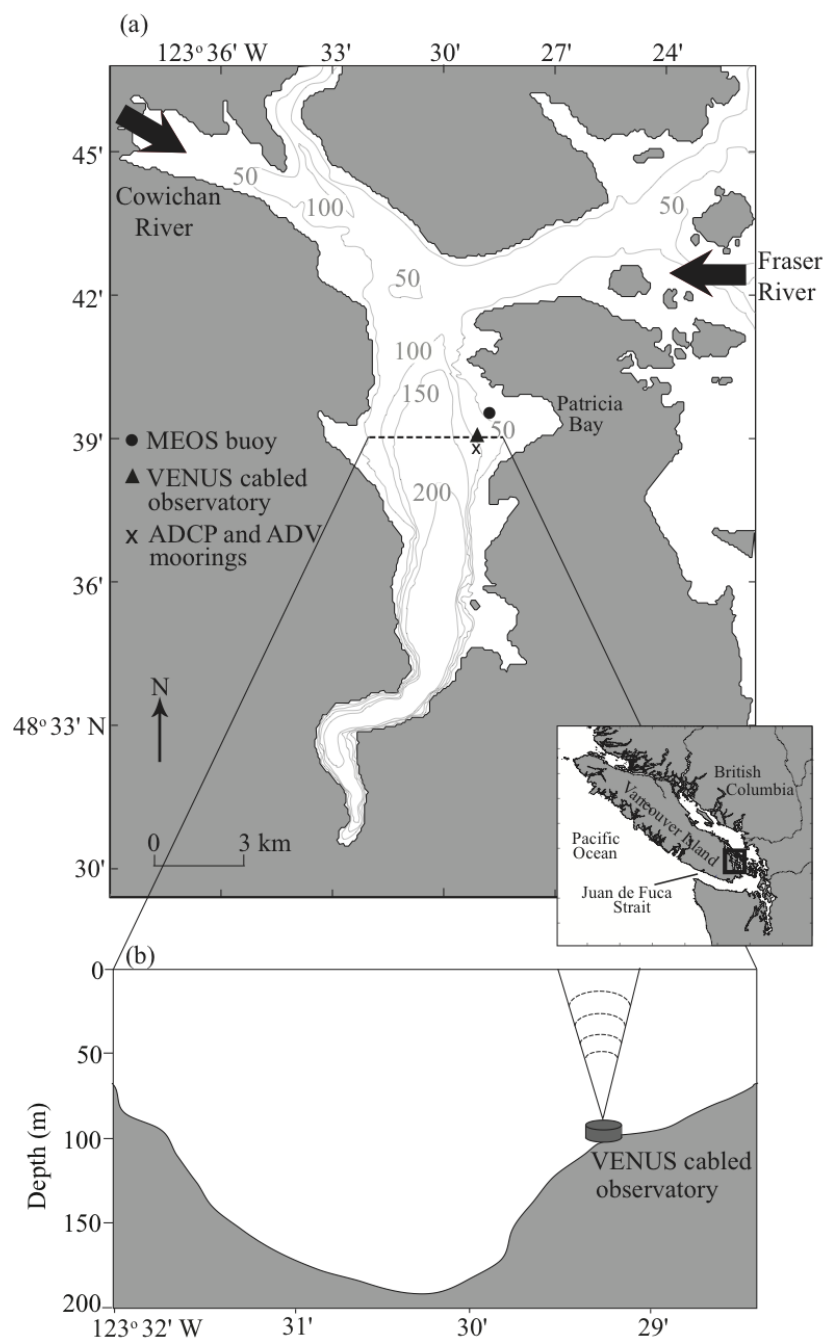 (a)
123° 36' W
33'
30'
27'
24'
45'
42'
39'
36'
48° 33' N
30'
Cowichan
River
50
100
50
50
Fraser
River
100
150
50
200
Patricia
Bay
MEOS buoy
VENUS cabled
observatory
x ADCP and ADV
moorings
x
N
0 3 km
British
Columbia
Vancouver Island
Pacific
Ocean
Juan de Fuca
Strait
(b)
0
50
100
150
200
Depth (m)
VENUS cabled
observatory
123° 32' W
31'
30'
29'